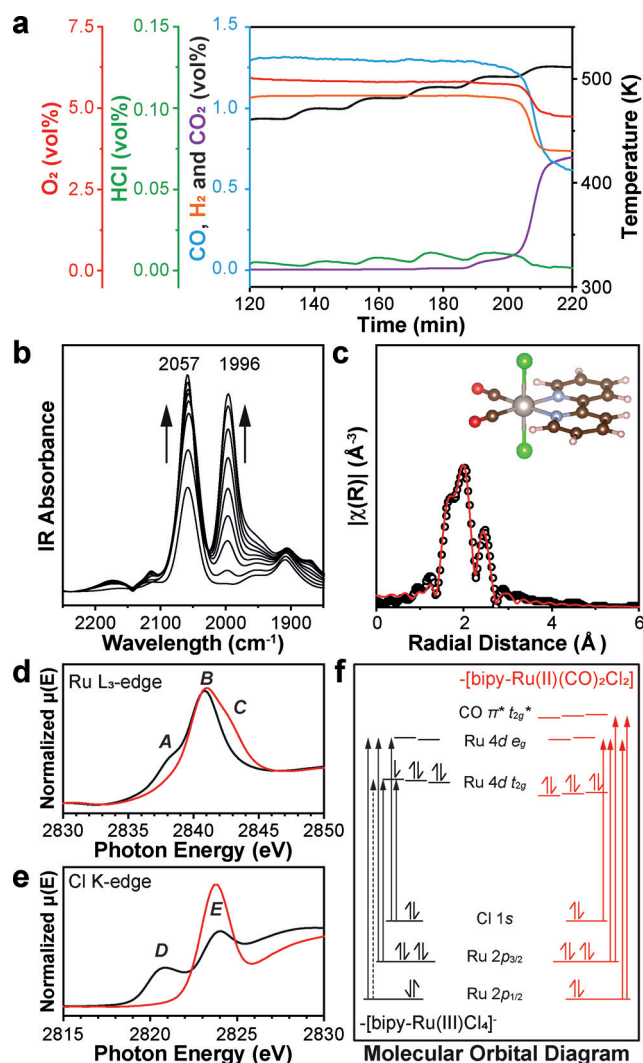 a
O₂ (vol%)
7.5
5.0
2.5
0.0
HCl (vol%)
0.15
0.10
0.05
0.00
CO, H₂ and CO₂ (vol%)
1.5
1.0
0.5
0.0
500
400
300
Temperature (K)
120 140 160 180 200 220
Time (min)
b
2057 1996
IR Absorbance
2200 2100 2000 1900
Wavelength (cm⁻¹)
c
|χ(R)| (Å⁻³)
0 2 4 6
Radial Distance (Å)
d
Ru L₃-edge
A
B
C
Normalized μ(E)
2830 2835 2840 2845 2850
Photon Energy (eV)
e
Cl K-edge
D
E
Normalized μ(E)
2815 2820 2825 2830
Photon Energy (eV)
f
-[bipy-Ru(II)(CO)₂Cl₂]
CO π* t₂g*
Ru 4d eg
Ru 4d t₂g
Cl 1s
Ru 2p₃/₂
Ru 2p₁/₂
-[bipy-Ru(III)Cl₄]⁻
Molecular Orbital Diagram